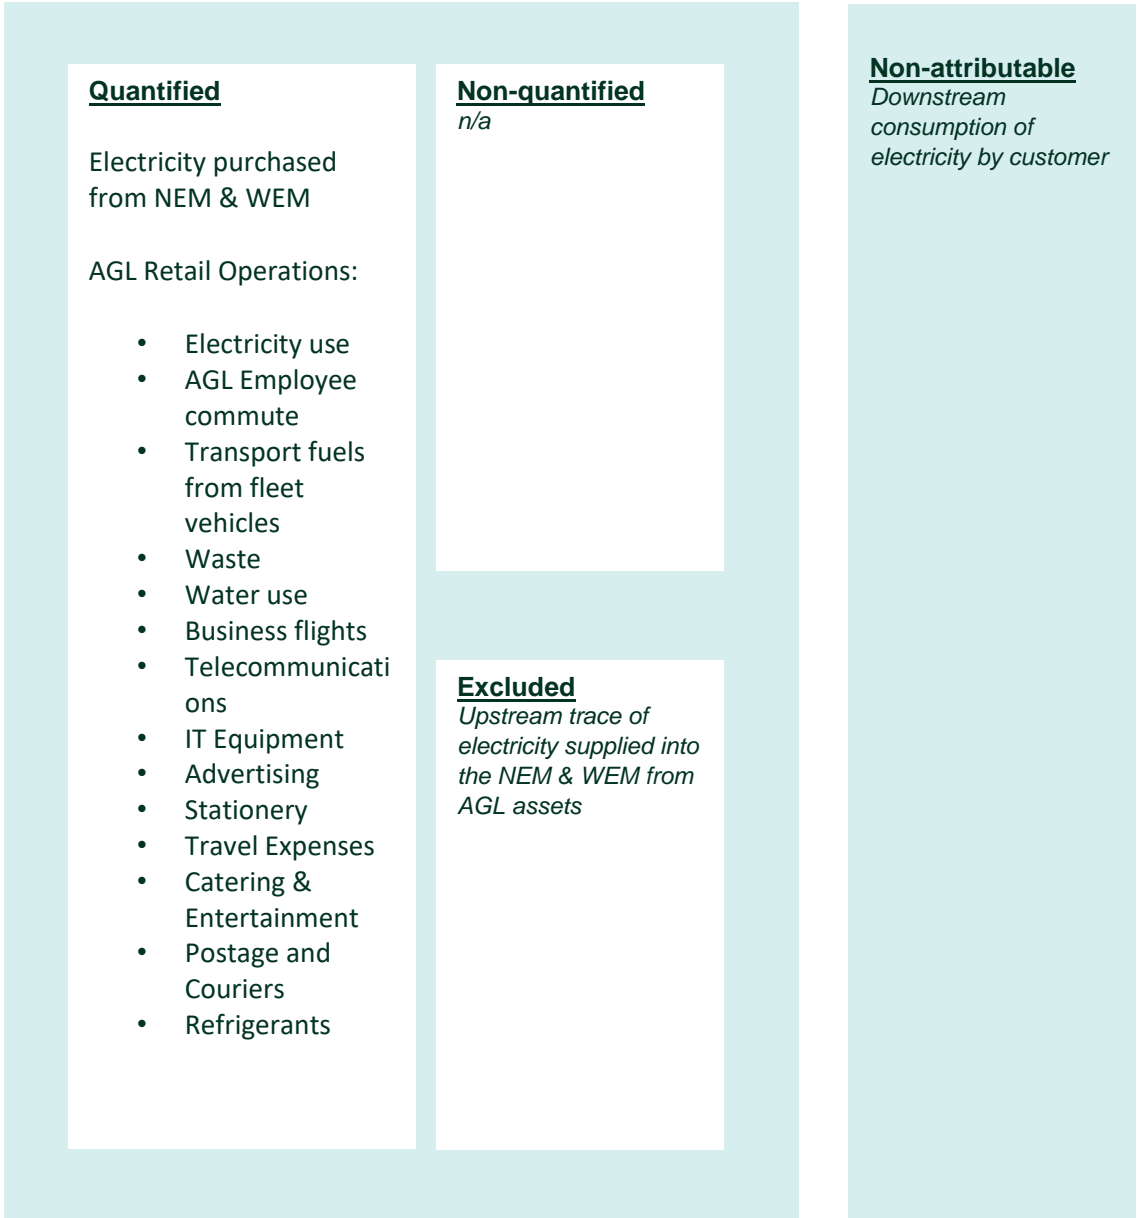 Quantified
Electricity purchased
from NEM & WEM
AGL Retail Operations:
• Electricity use
• AGL Employee
commute
• Transport fuels
from fleet
vehicles
• Waste
• Water use
• Business flights
• Telecommunicati
ons
• IT Equipment
• Advertising
• Stationery
• Travel Expenses
• Catering &
Entertainment
• Postage and
Couriers
• Refrigerants
Non-quantified
n/a
Excluded
Upstream trace of
electricity supplied into
the NEM & WEM from
AGL assets
Non-attributable
Downstream
consumption of
electricity by customer